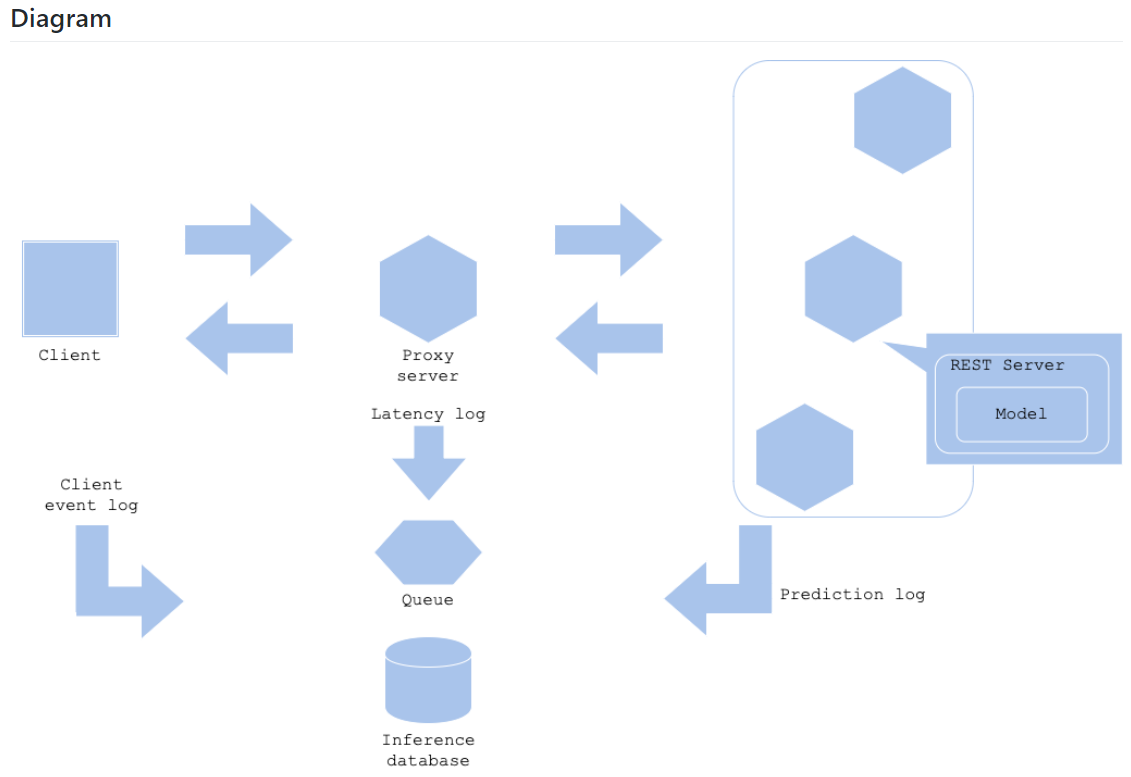 Diagram
Client
Proxy
server
REST Server
Model
Latency log
Client
event log
Queue
Prediction log
Inference
database